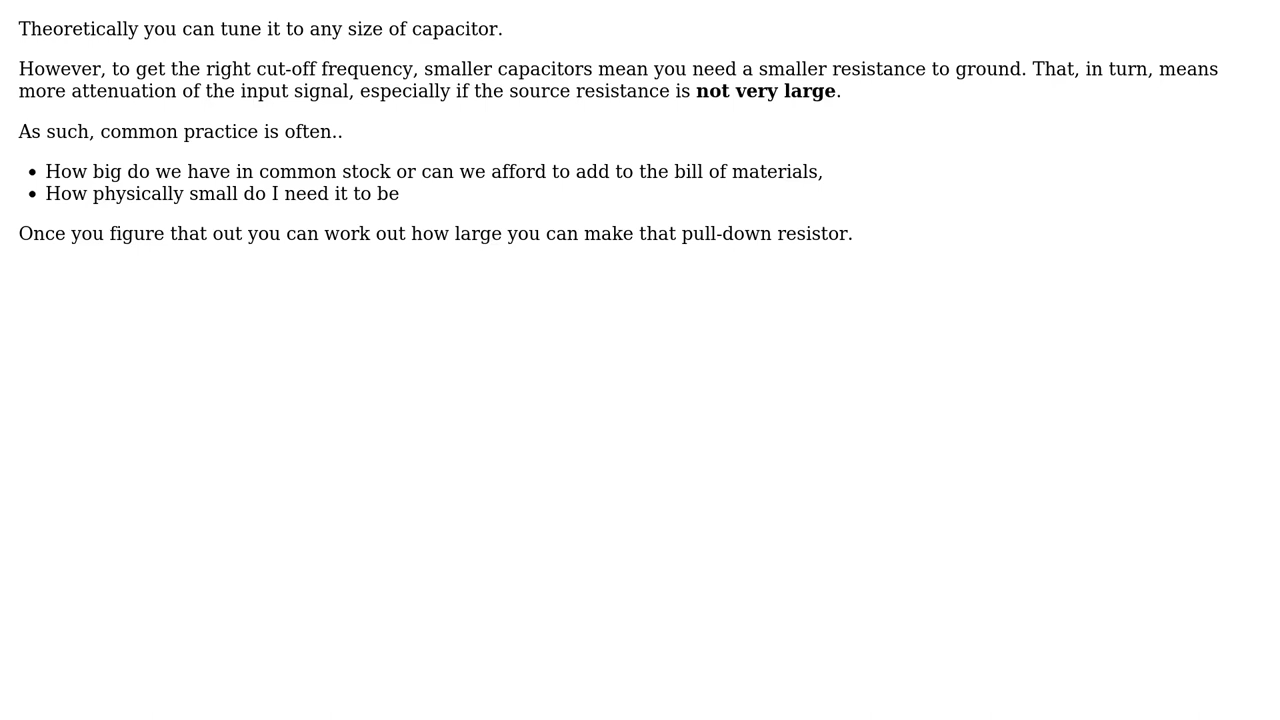 Theoretically you can tune it to any size of capacitor.
However, to get the right cut-off frequency, smaller capacitors mean you need a smaller resistance to ground. That, in turn, means
more attenuation of the input signal, especially if the source resistance is not very large.
As such, common practice is often..
• How big do we have in common stock or can we afford to add to the bill of materials,
• How physically small do I need it to be
Once you figure that out you can work out how large you can make that pull-down resistor.